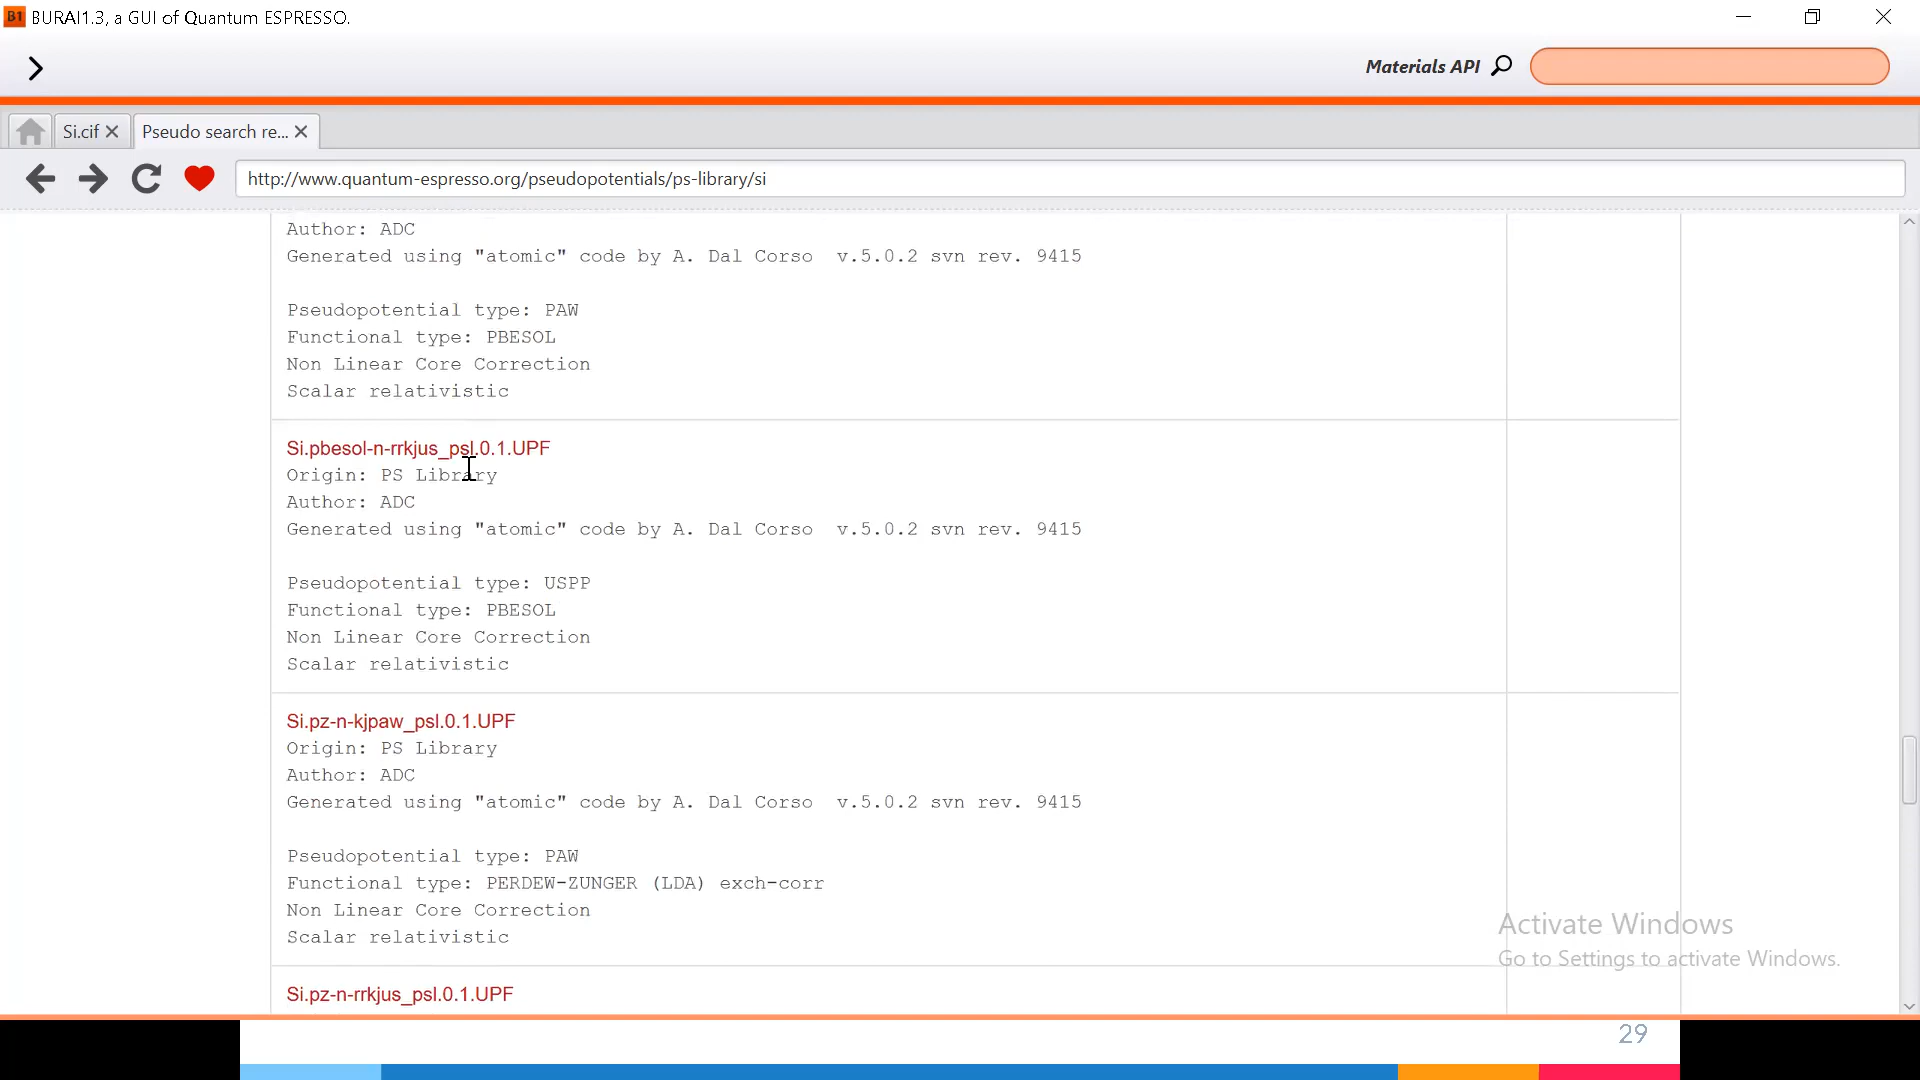 B1 BURAI1.3, a GUI of Quantum ESPRESSO.
Materials API
Si.cif
Pseudo search re...
http://www.quantum-espresso.org/pseudopotentials/ps-library/si
Author: ADC
Generated using "atomic" code by A. Dal Corso  v.5.0.2 svn rev. 9415
Pseudopotential type: PAW
Functional type: PBESOL
Non Linear Core Correction
Scalar relativistic
Si.pbesol-n-rrkjus_psl.0.1.UPF
Origin: PS Library
Author: ADC
Generated using "atomic" code by A. Dal Corso  v.5.0.2 svn rev. 9415
Pseudopotential type: USPP
Functional type: PBESOL
Non Linear Core Correction
Scalar relativistic
Si.pz-n-kjpaw_psl.0.1.UPF
Origin: PS Library
Author: ADC
Generated using "atomic" code by A. Dal Corso  v.5.0.2 svn rev. 9415
Pseudopotential type: PAW
Functional type: PERDEW-ZUNGER (LDA) exch-corr
Non Linear Core Correction
Scalar relativistic
Si.pz-n-rrkjus_psl.0.1.UPF
Activate Windows
Go to Settings to activate Windows.
29